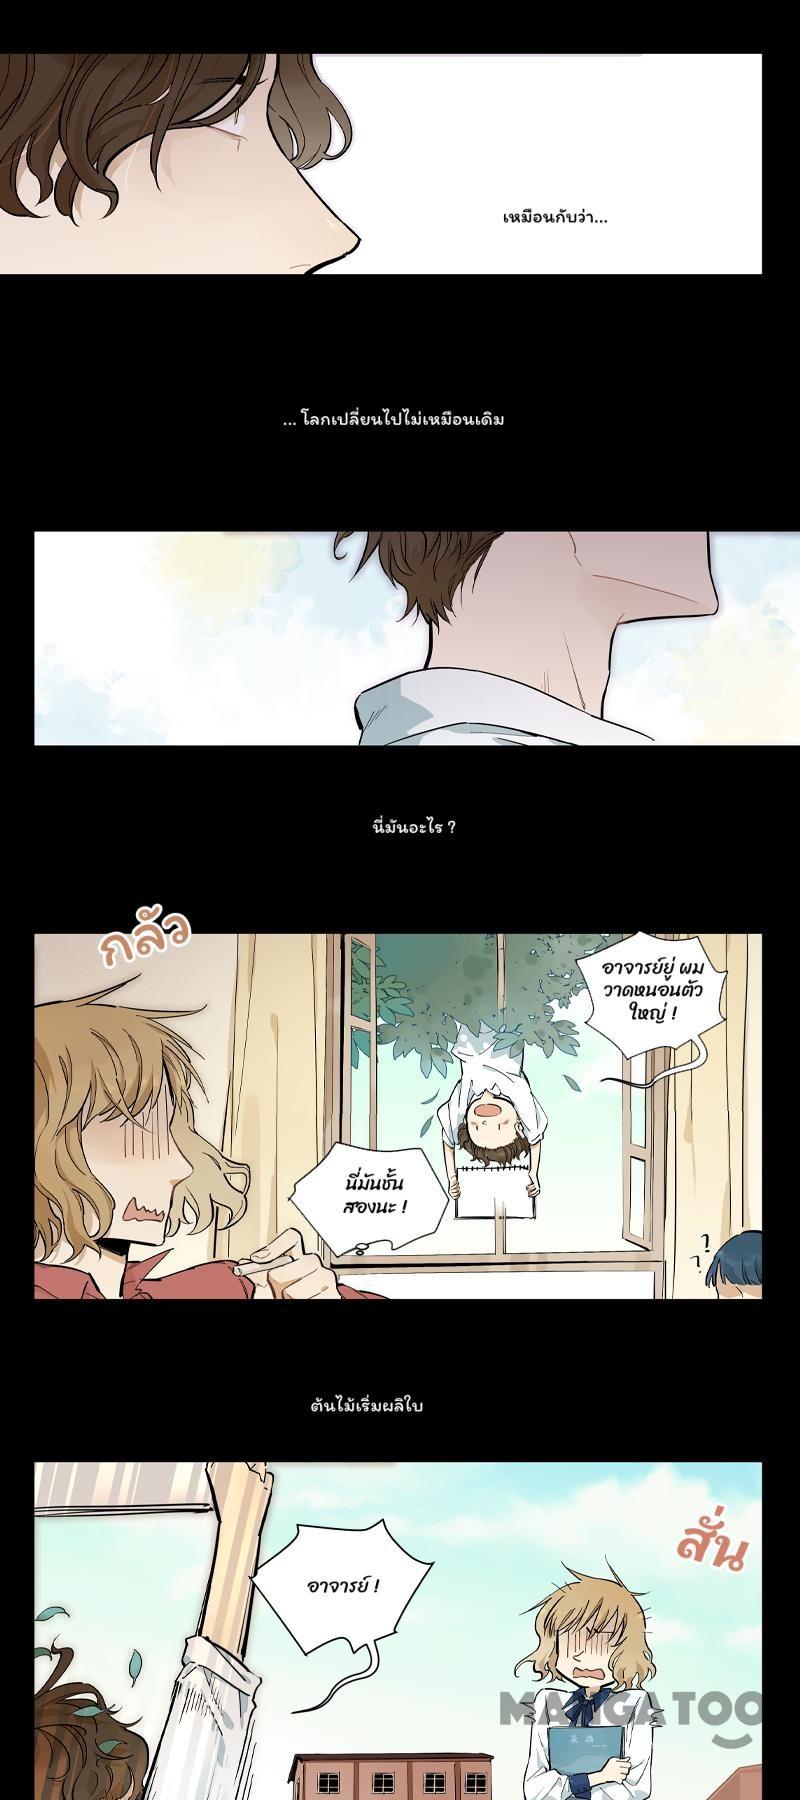 เหมือนกับว่า...
... โลกเปลี่ยนไปไม่เหมือนเดิม
นี่มันอะไร ?
กลัว
อาจารย์ยู่ ผม
วาดหนอนตัว
ใหญ่ !
นี่มันชั้น
สองนะ !
? ?
ต้นไม้เริ่มผลิใบ
สั่น
อาจารย์ !
MANGATOO